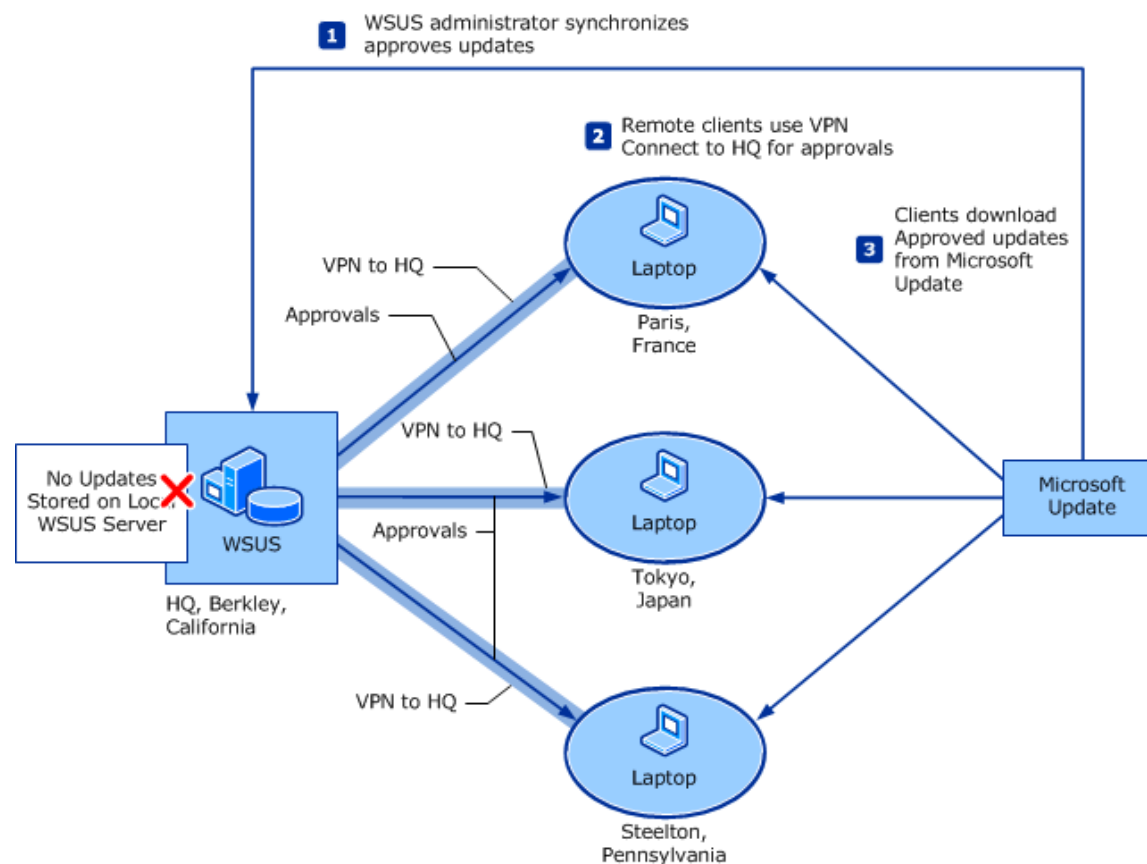 1 WSUS administrator synchronizes
approves updates
2 Remote clients use VPN
Connect to HQ for approvals
3 Clients download
Approved updates
from Microsoft
Update
VPN to HQ
Approvals
Laptop
Paris,
France
VPN to HQ
Approvals
Laptop
Tokyo,
Japan
No Updates
Stored on Local
WSUS Server
WSUS
HQ, Berkley,
California
Microsoft
Update
VPN to HQ
Laptop
Steelton,
Pennsylvania